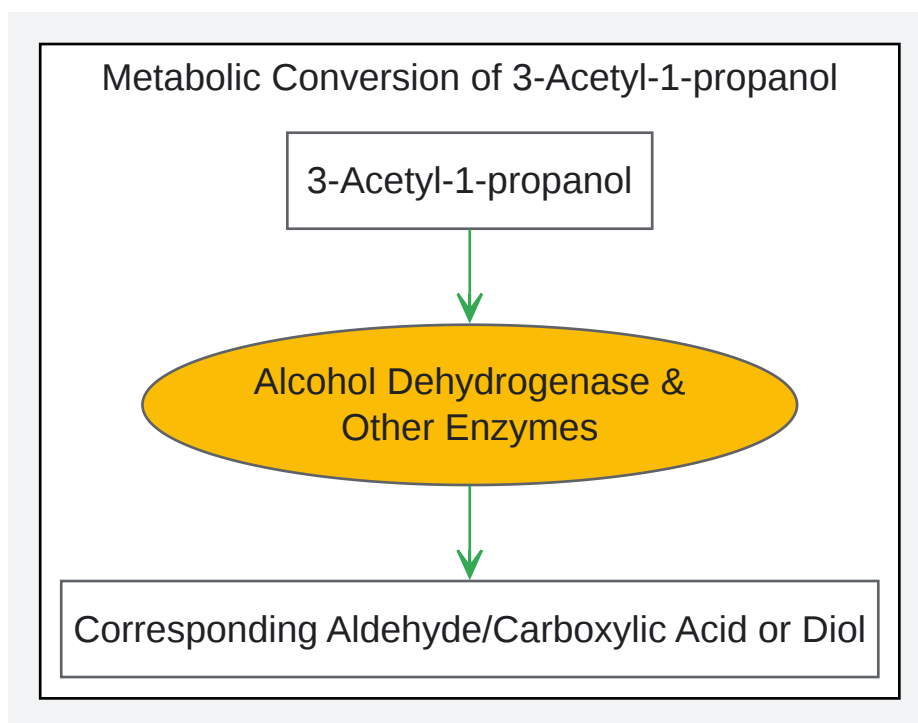 Metabolic Conversion of 3-Acetyl-1-propanol
3-Acetyl-1-propanol
Alcohol Dehydrogenase &
Other Enzymes
Corresponding Aldehyde/Carboxylic Acid or Diol